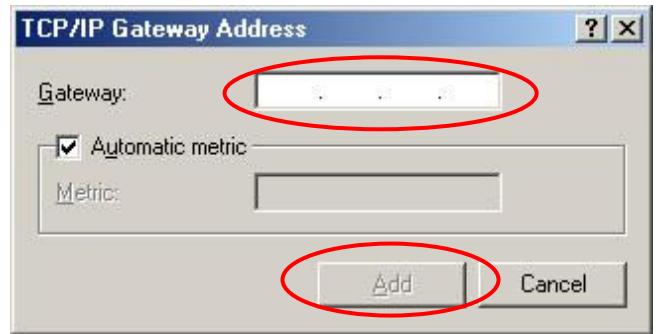 TCP/IP Gateway Address
Gateway:
. . .
Automatic metric
Metric:
Add Cancel